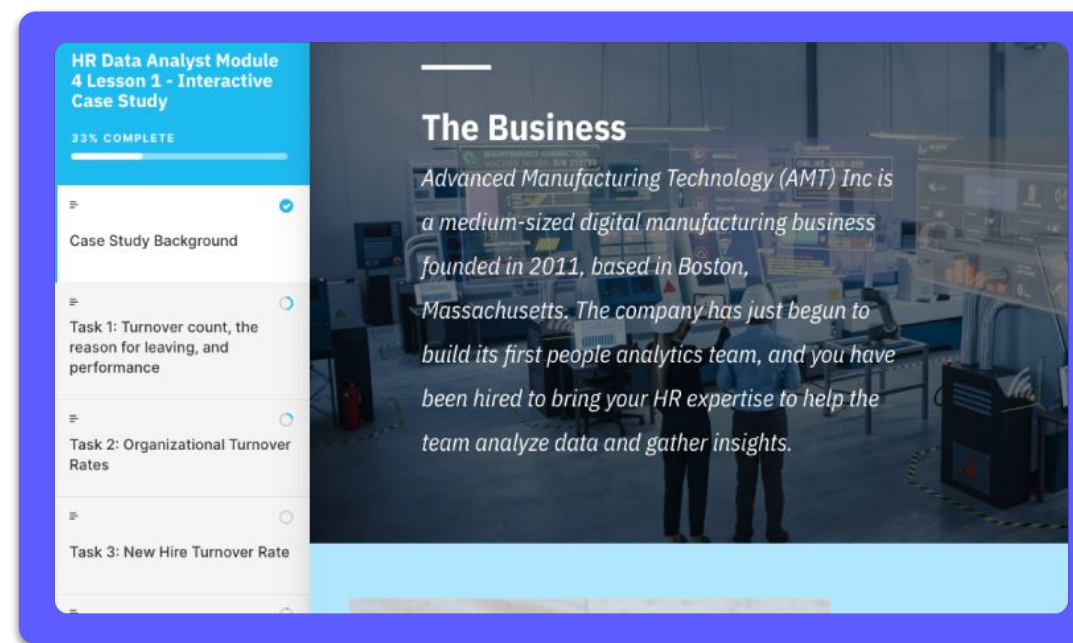 HR Data Analyst Module
4 Lesson 1 - Interactive
Case Study
33% COMPLETE
Case Study Background
Task 1: Turnover count, the
reason for leaving, and
performance
Task 2: Organizational Turnover
Rates
Task 3: New Hire Turnover Rate
The Business
Advanced Manufacturing Technology (AMT) Inc is
a medium-sized digital manufacturing business
founded in 2011, based in Boston,
Massachusetts. The company has just begun to
build its first people analytics team, and you have
been hired to bring your HR expertise to help the
team analyze data and gather insights.